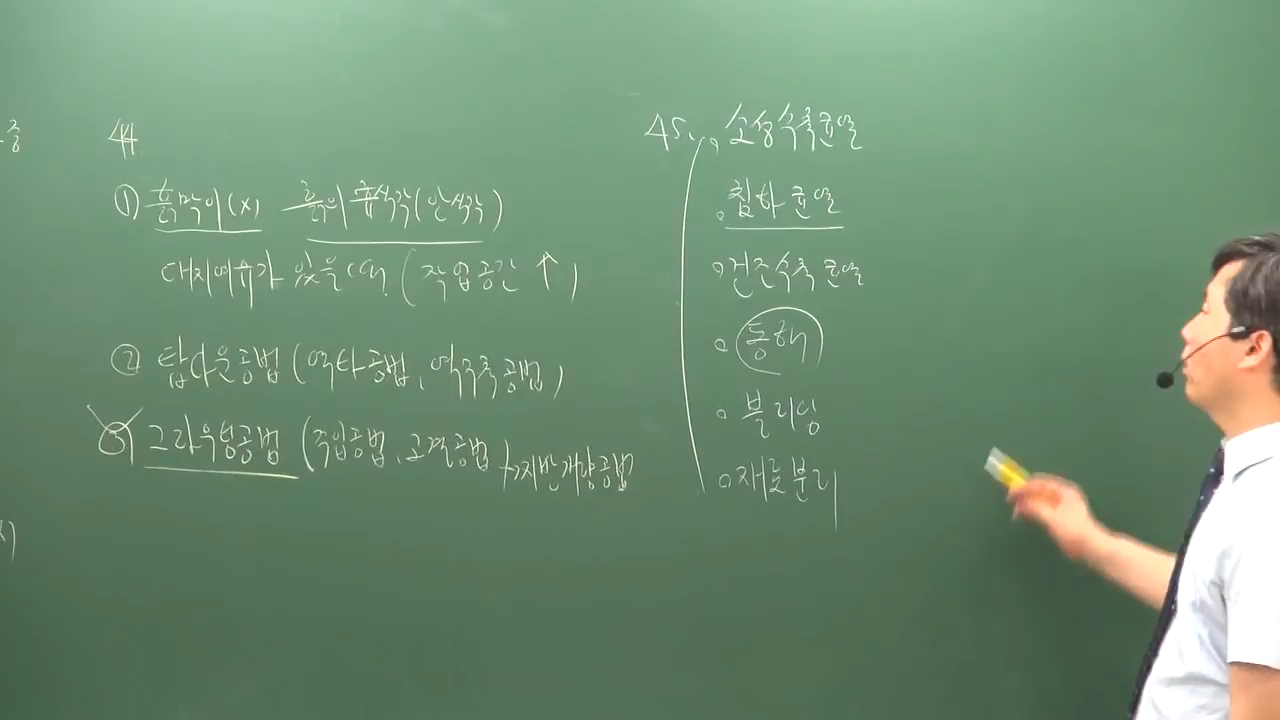 중
44.
① 흙막이(x) 흙의 휴식각(안식각)
대지여유가 있을 때 (작업공간 ↑)
② 탑다운공법 (역타공법, 역구축공법)
③ 그라우팅공법 (주입공법, 고결공법 → 지반개량공법
45. 소성수축균열
침하균열
건조수축균열
동해
블리딩
재료분리